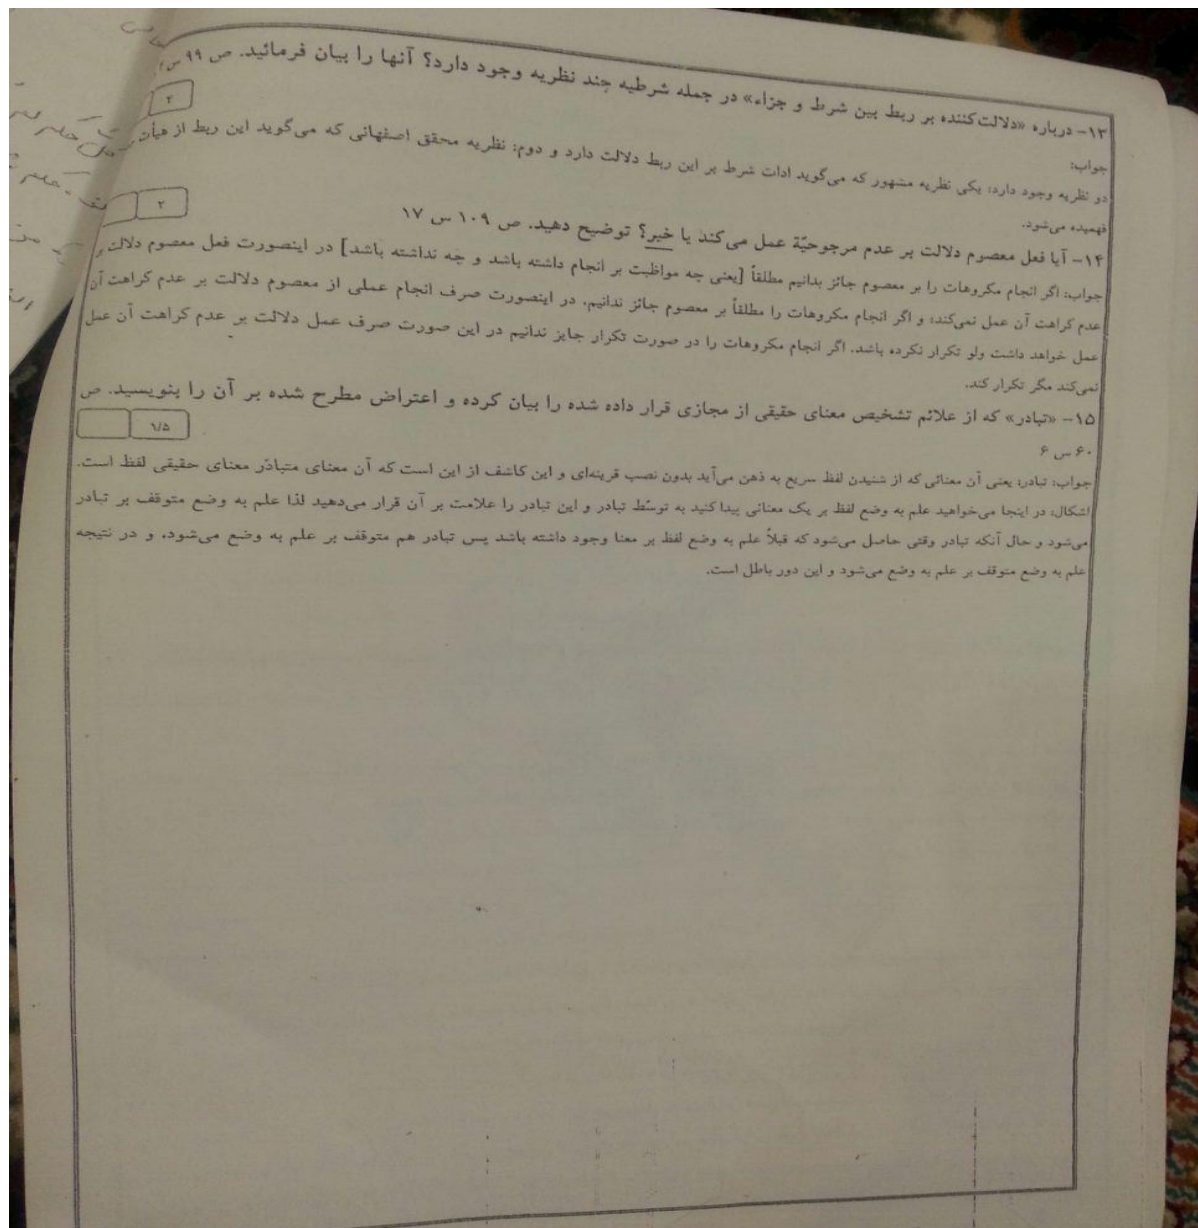 ۱۳- درباره «دلالت‌کننده بر ربط بین شرط و جزاء» در جمله شرطیه چند نظریه وجود دارد؟ آنها را بیان فرمائید. ص ۹۹ س
۲
جواب:
دو نظریه وجود دارد: یکی نظریه مشهور که می‌گوید ادات شرط بر این ربط دلالت دارد و دوم: نظریه محقق اصفهانی که می‌گوید این ربط از هیأت
فهمیده می‌شود.
۱۴- آیا فعل معصوم دلالت بر عدم مرجوحیّة عمل می‌کند یا خیر؟ توضیح دهید. ص ۱۰۹ س ۱۷
۲
جواب: اگر انجام مکروهات را بر معصوم جائز بدانیم مطلقاً [یعنی چه مواظبت بر انجام داشته باشد و چه نداشته باشد] در اینصورت فعل معصوم دلالت بر
عدم کراهت آن عمل نمی‌کند؛ و اگر انجام مکروهات را مطلقاً بر معصوم جائز ندانیم، در اینصورت صرف انجام عملی از معصوم دلالت بر عدم کراهت آن
عمل خواهد داشت ولو تکرار نکرده باشد. اگر انجام مکروهات را در صورت تکرار جایز ندانیم در این صورت صرف عمل دلالت بر عدم کراهت آن عمل
نمی‌کند مگر تکرار کند.
۱۵- «تبادر» که از علائم تشخیص معنای حقیقی از مجازی قرار داده شده را بیان کرده و اعتراض مطرح شده بر آن را بنویسید. ص
۶۰ س ۶
۱/۵
جواب: تبادر: یعنی آن معنائی که از شنیدن لفظ سریع به ذهن می‌آید بدون نصب قرینه‌ای و این کاشف از این است که آن معنای متبادَر معنای حقیقی لفظ است.
اشکال: در اینجا می‌خواهید علم به وضع لفظ بر یک معنائی پیدا کنید به توسّط تبادر و این تبادر را علامت بر آن قرار می‌دهید لذا علم به وضع متوقف بر تبادر
می‌شود و حال آنکه تبادر وقتی حاصل می‌شود که قبلاً علم به وضع لفظ بر معنا وجود داشته باشد پس تبادر هم متوقف بر علم به وضع می‌شود. و در نتیجه
علم به وضع متوقف بر علم به وضع می‌شود و این دور باطل است.